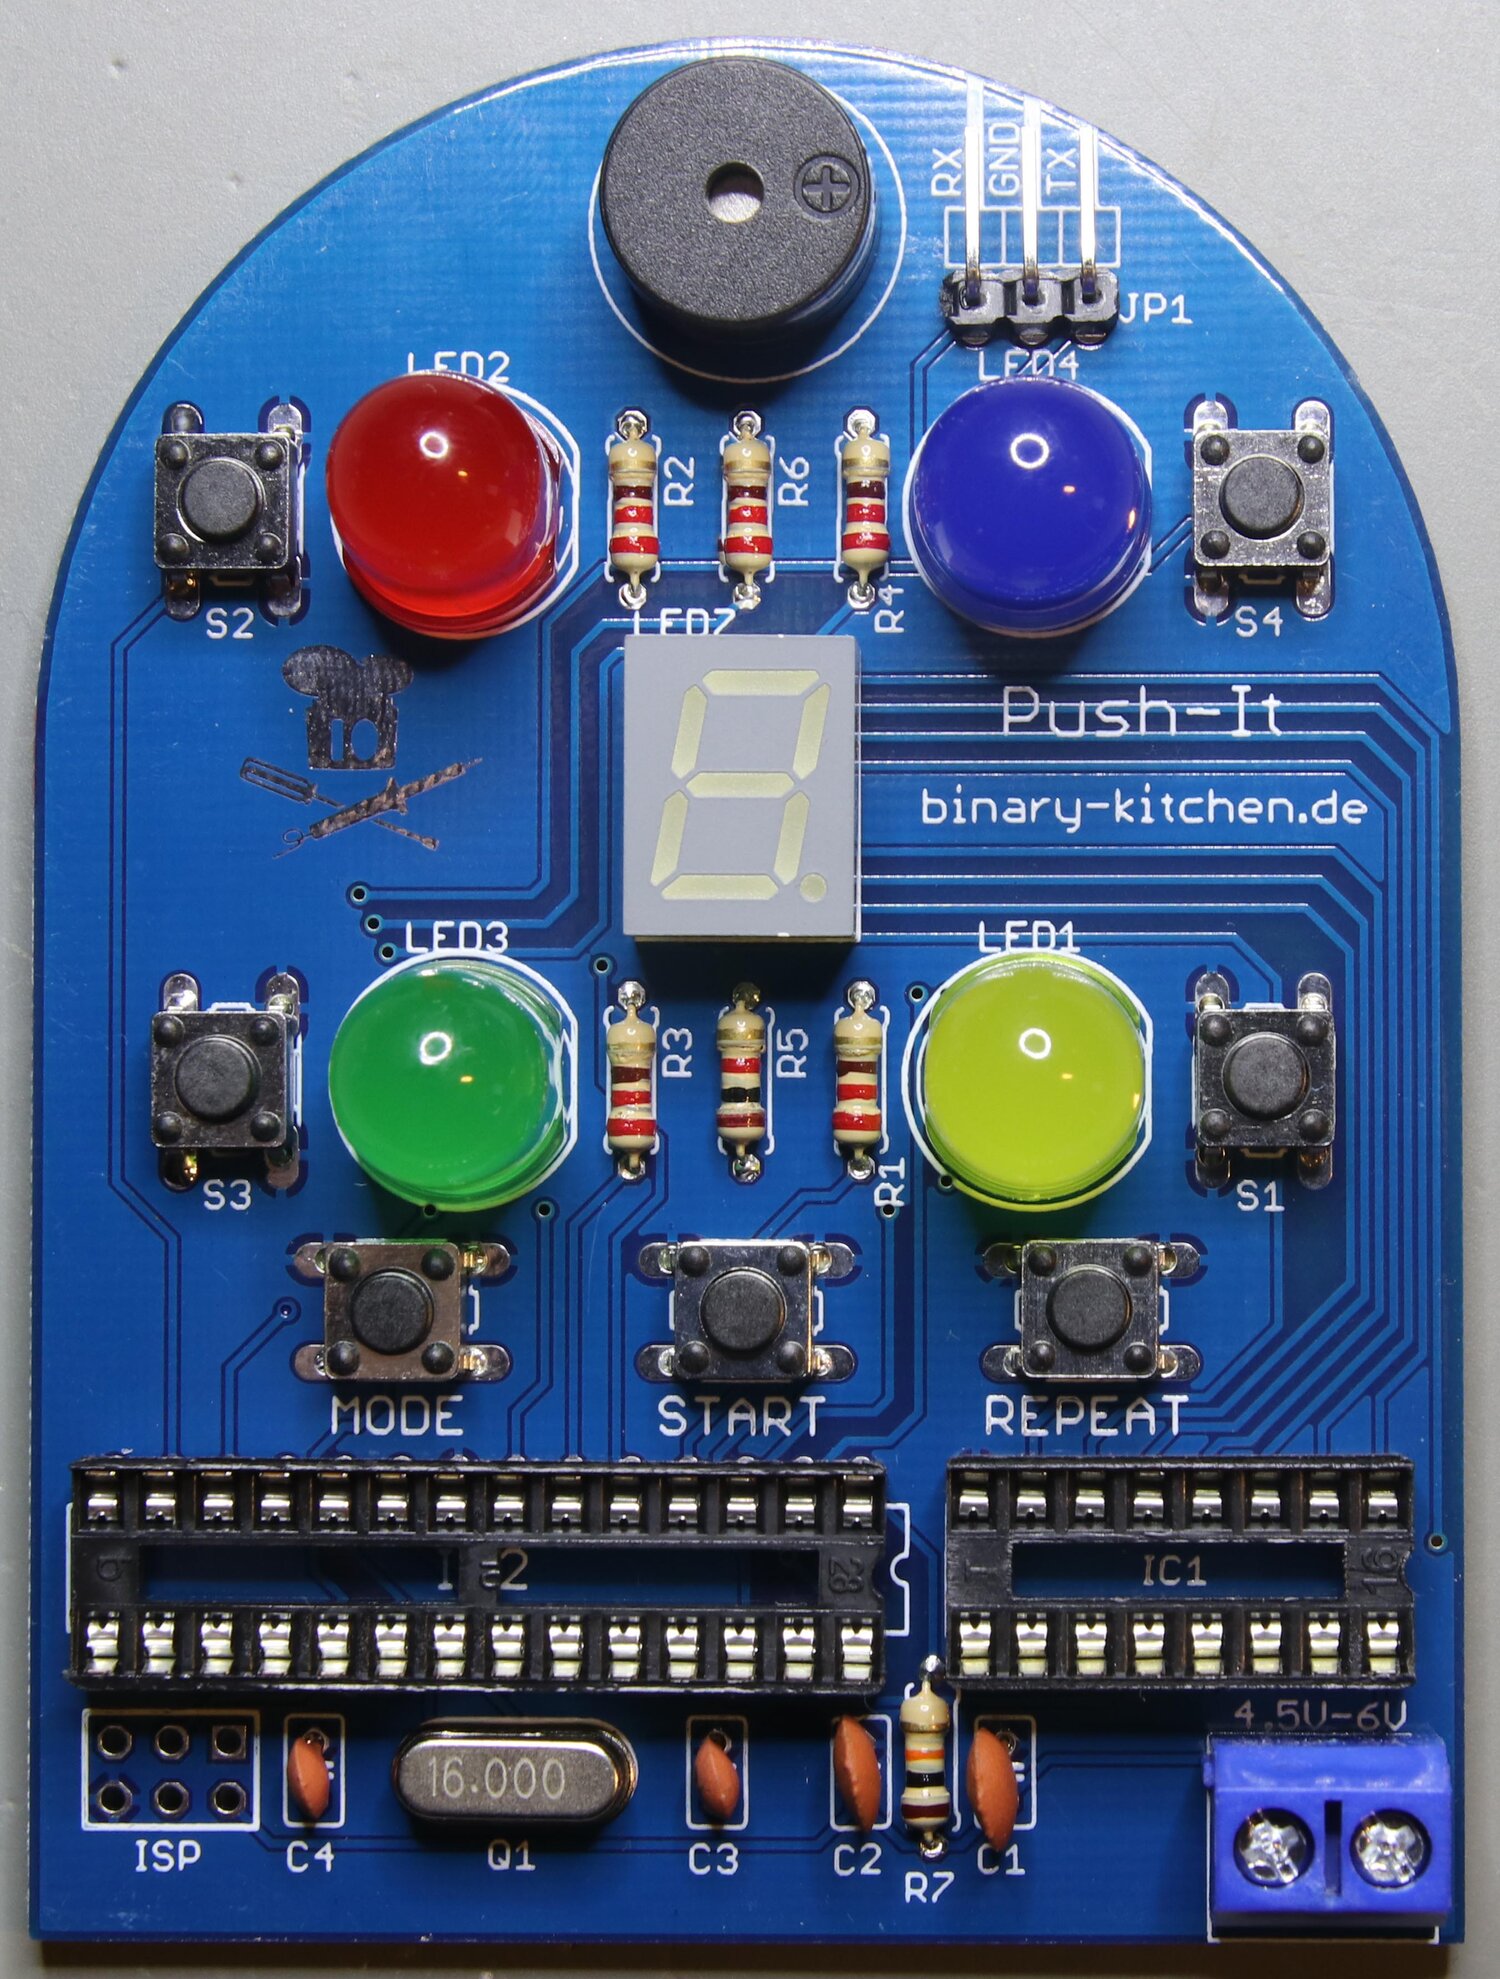 RX
GND
TX
JP1
LED2
LED4
R2
R6
R4
S2
S4
LED7
Push-It
binary-kitchen.de
LED3
LED1
R3
R5
R1
S3
S1
MODE
START
REPEAT
28
IC1
16
4,5V-6V
16.000
ISP
C4
Q1
C3
C2
R7
C1